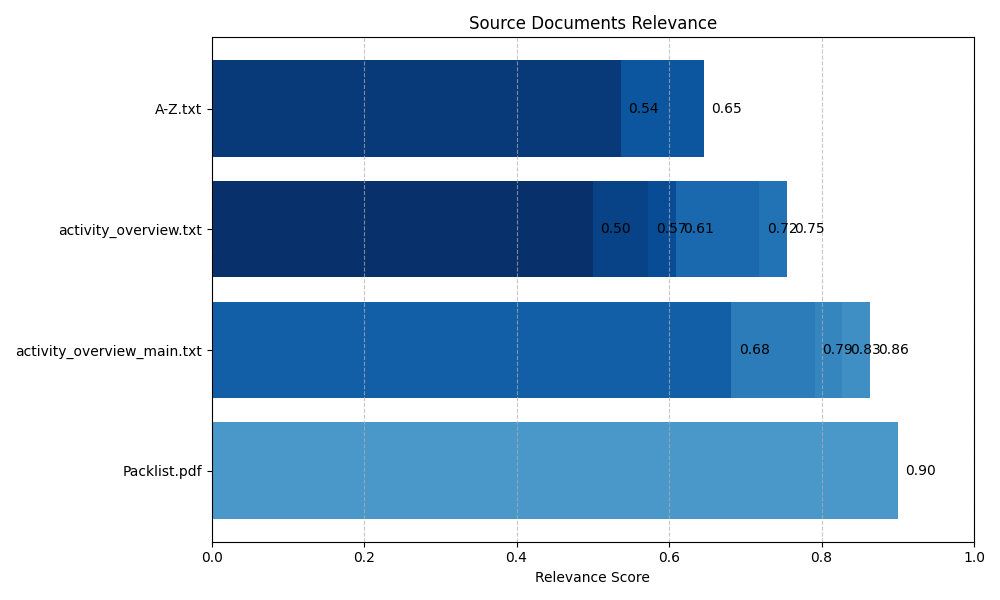 Source Documents Relevance
A-Z.txt 0.54 0.65
activity_overview.txt 0.50 0.57 0.61 0.72 0.75
activity_overview_main.txt 0.68 0.79 0.83 0.86
Packlist.pdf 0.90
0.0 0.2 0.4 0.6 0.8 1.0
Relevance Score